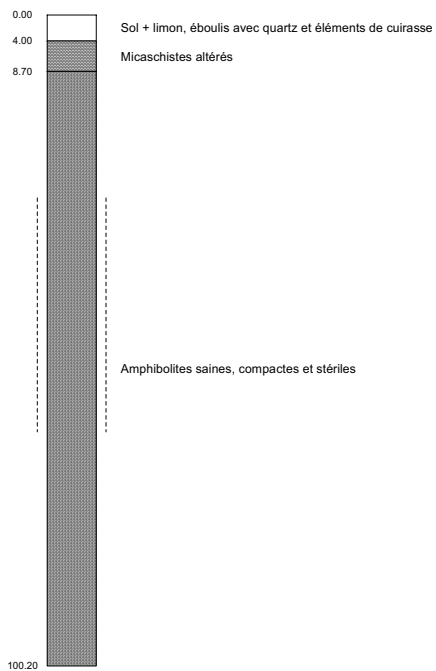 0.00
Sol + limon, éboulis avec quartz et éléments de cuirasse
4.00
Micaschistes altérés
8.70
Amphibolites saines, compactes et stériles
100.20